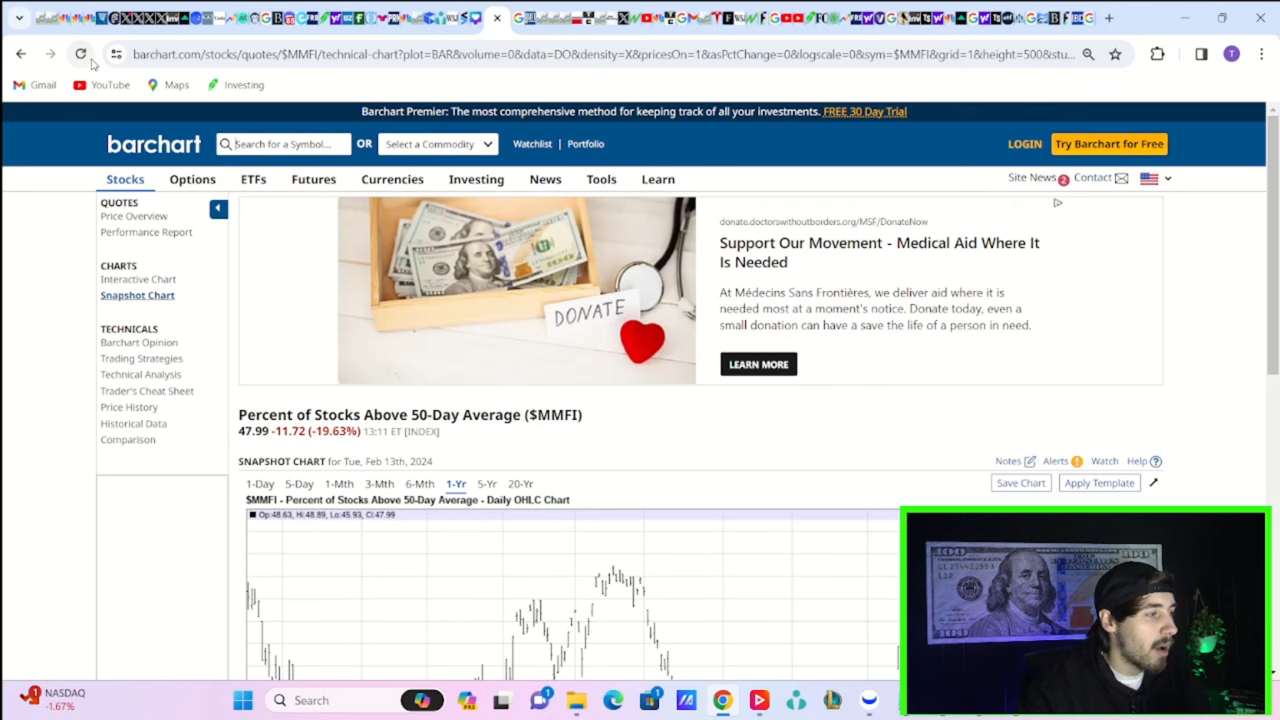 barchart.com/stocks/quotes/$MMFI/technical-chart?plot=BAR&volume=0&data=DO&density=X&pricesOn=1&asPctChange=0&logscale=0&sym=$MMFI&grid=1&height=500&stu...
T
Gmail
YouTube
Maps
Investing
Barchart Premier: The most comprehensive method for keeping track of all your investments. FREE 30 Day Trial
barchart
Search for a Symbol...
OR
Select a Commodity
Watchlist | Portfolio
LOGIN
Try Barchart for Free
Stocks
Options
ETFs
Futures
Currencies
Investing
News
Tools
Learn
Site News 2
Contact
QUOTES
Price Overview
Performance Report
CHARTS
Interactive Chart
Snapshot Chart
TECHNICALS
Barchart Opinion
Trading Strategies
Technical Analysis
Trader's Cheat Sheet
Price History
Historical Data
Comparison
DONATE
donate.doctorswithoutborders.org/MSF/DonateNow
Support Our Movement - Medical Aid Where It
Is Needed
At Médecins Sans Frontières, we deliver aid where it is
needed most at a moment's notice. Donate today, even a
small donation can have a save the life of a person in need.
LEARN MORE
Percent of Stocks Above 50-Day Average ($MMFI)
47.99 -11.72 (-19.63%) 13:11 ET [INDEX]
SNAPSHOT CHART for Tue, Feb 13th, 2024
Notes
Alerts
Watch
Help
1-Day
5-Day
1-Mth
3-Mth
6-Mth
1-Yr
5-Yr
20-Yr
Save Chart
Apply Template
$MMFI - Percent of Stocks Above 50-Day Average - Daily OHLC Chart
Op:48.63, Hi:48.89, Lo:45.93, Cl:47.99
100
100
1
NASDAQ
-1.67%
Search